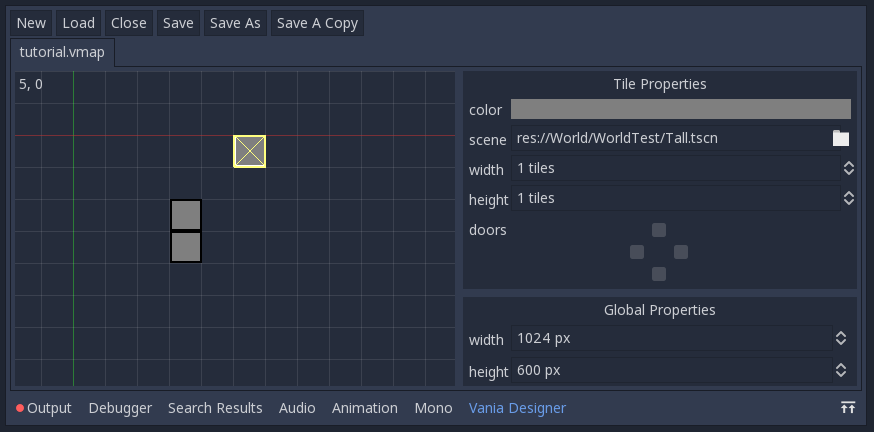 New Load Close Save Save As Save A Copy
tutorial.vmap
5, 0
Tile Properties
color
scene res://World/WorldTest/Tall.tscn
width 1 tiles
height 1 tiles
doors
Global Properties
width 1024 px
height 600 px
Output Debugger Search Results Audio Animation Mono Vania Designer